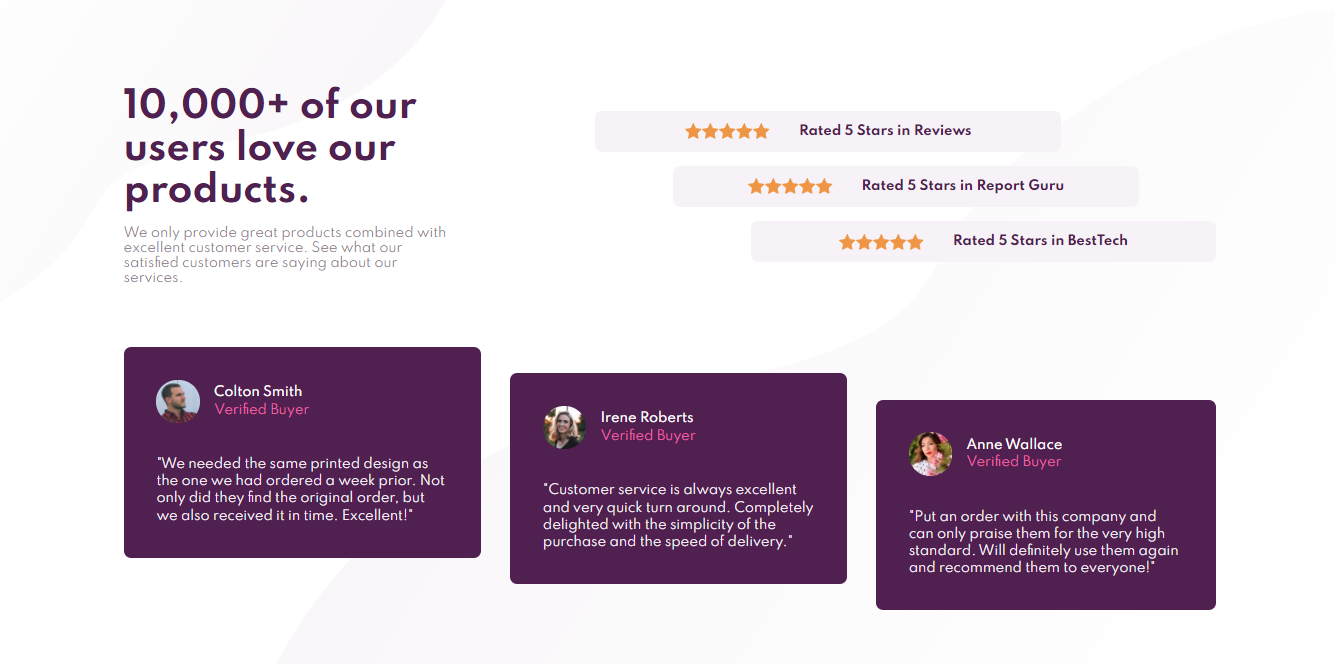 10,000+ of our
users love our
products.
We only provide great products combined with
excellent customer service. See what our
satisfied customers are saying about our
services.
Rated 5 Stars in Reviews
Rated 5 Stars in Report Guru
Rated 5 Stars in BestTech
Colton Smith
Verified Buyer
"We needed the same printed design as
the one we had ordered a week prior. Not
only did they find the original order, but
we also received it in time. Excellent!"
Irene Roberts
Verified Buyer
"Customer service is always excellent
and very quick turn around. Completely
delighted with the simplicity of the
purchase and the speed of delivery."
Anne Wallace
Verified Buyer
"Put an order with this company and
can only praise them for the very high
standard. Will definitely use them again
and recommend them to everyone!"